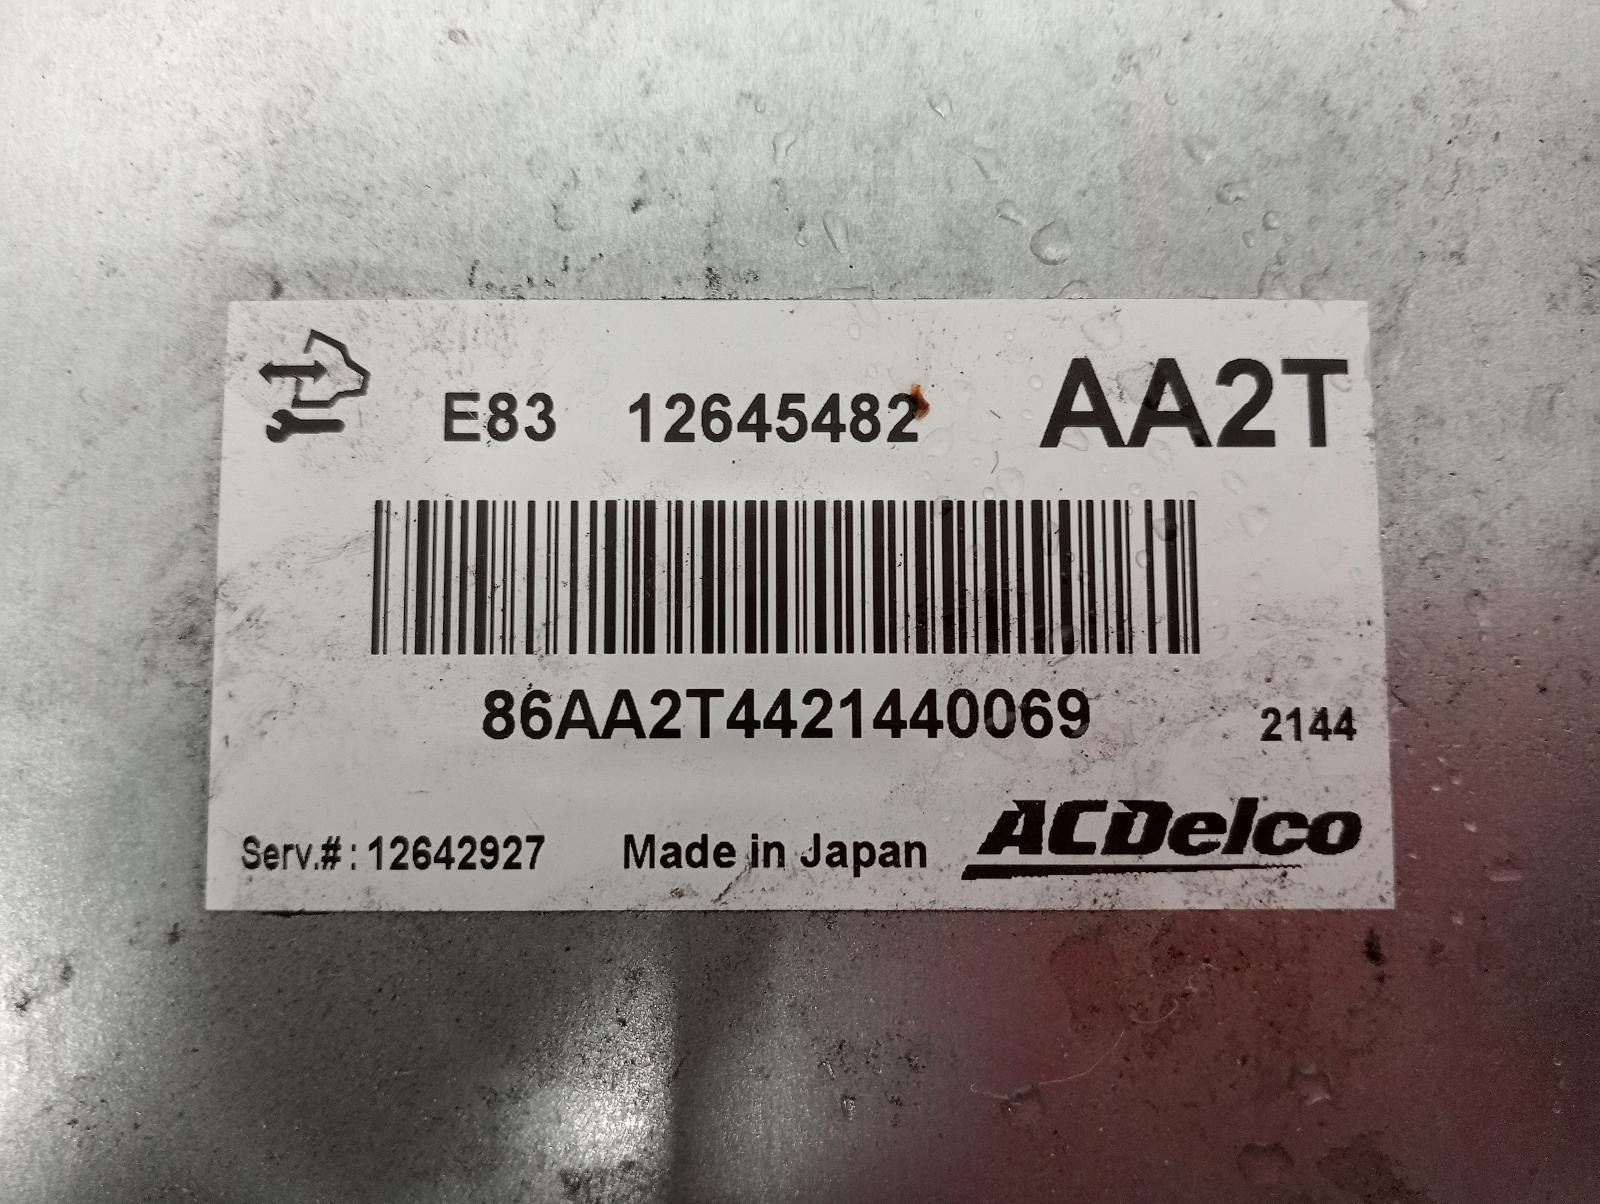 E83 12645482 AA2T
86AA2T4421440069 2144
Serv.#: 12642927 Made in Japan ACDelco